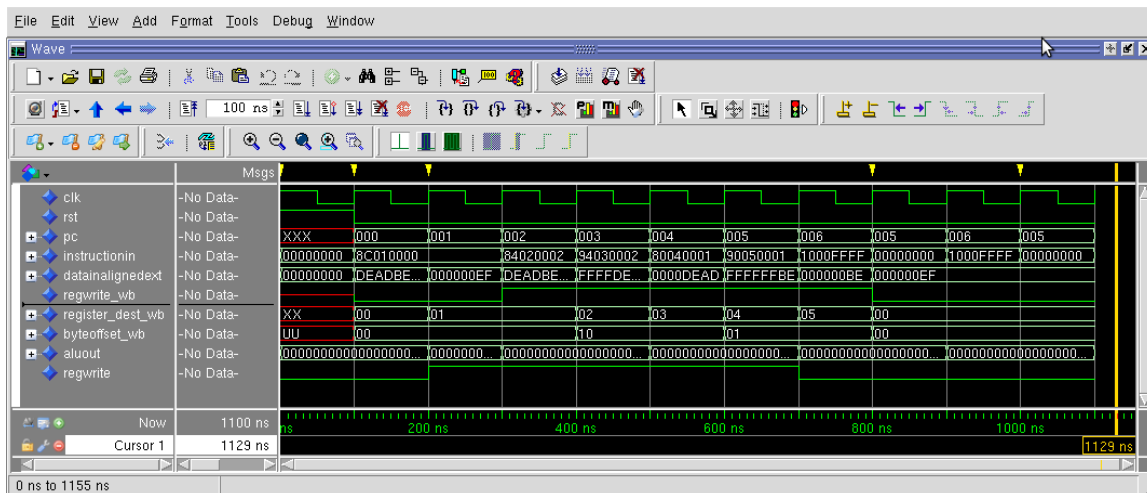 File Edit View Add Format Tools Debug Window
Wave
100 ns
Msgs
clk -No Data-
rst -No Data-
pc -No Data- XXX 000 001 002 003 004 005 006 005 006 005
instructionin -No Data- 00000000 8C010000 84020002 94030002 80040001 90050001 1000FFFF 00000000 1000FFFF 00000000
datainalignedext -No Data- 00000000 DEADBE... 000000EF DEADBE... FFFFDE... 0000DEAD FFFFFFBE 000000BE 000000EF
regwrite_wb -No Data-
register_dest_wb -No Data- XX 00 01 02 03 04 05 00
byteoffset_wb -No Data- UU 00 10 01 00
aluout -No Data- 00000000000000000... 0000000... 00000000000000000... 00000000000000000... 00000000000000000... 00000000000000000...
regwrite -No Data-
Now 1100 ns ns 200 ns 400 ns 600 ns 800 ns 1000 ns
Cursor 1 1129 ns 1129 ns
0 ns to 1155 ns